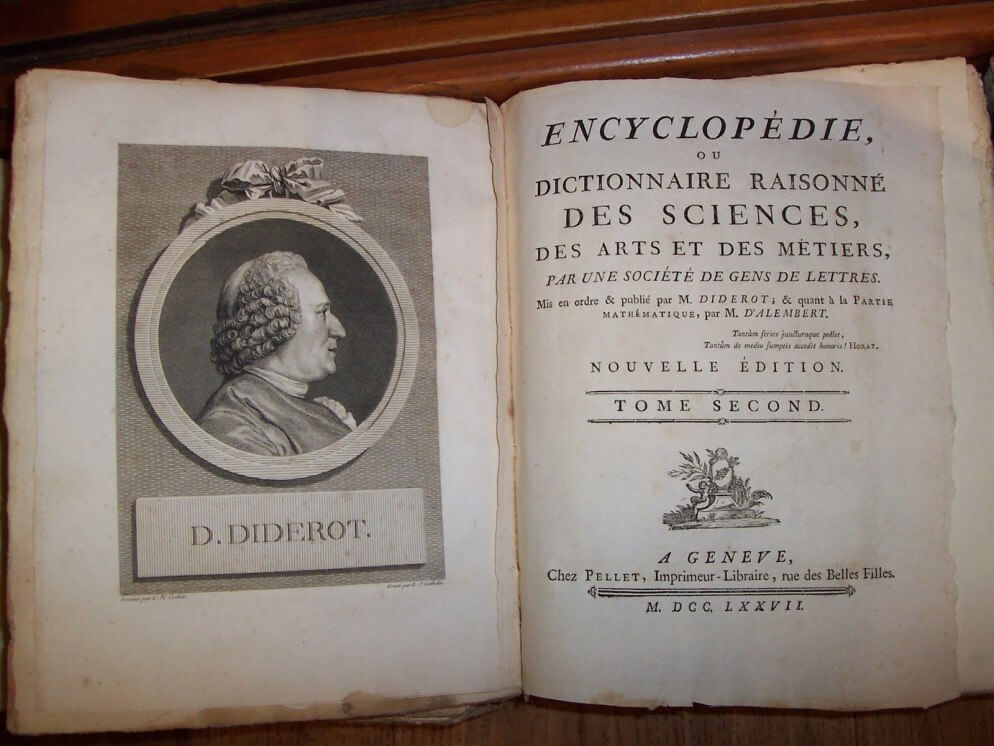 D. DIDEROT.
ENCYCLOPÉDIE,
OU
DICTIONNAIRE RAISONNÉ
DES SCIENCES,
DES ARTS ET DES MÉTIERS,
PAR UNE SOCIÉTÉ DE GENS DE LETTRES.
Mis en ordre & publié par M. DIDEROT; & quant à la PARTIE
MATHÉMATIQUE, par M. D'ALEMBERT.
Tantùm series juncturaque pollet,
Tantùm de medio sumptis accedit honoris! HORAT.
NOUVELLE ÉDITION.
TOME SECOND.
A GENEVE,
Chez PELLET, Imprimeur-Libraire, rue des Belles Filles.
M. DCC. LXXVII.